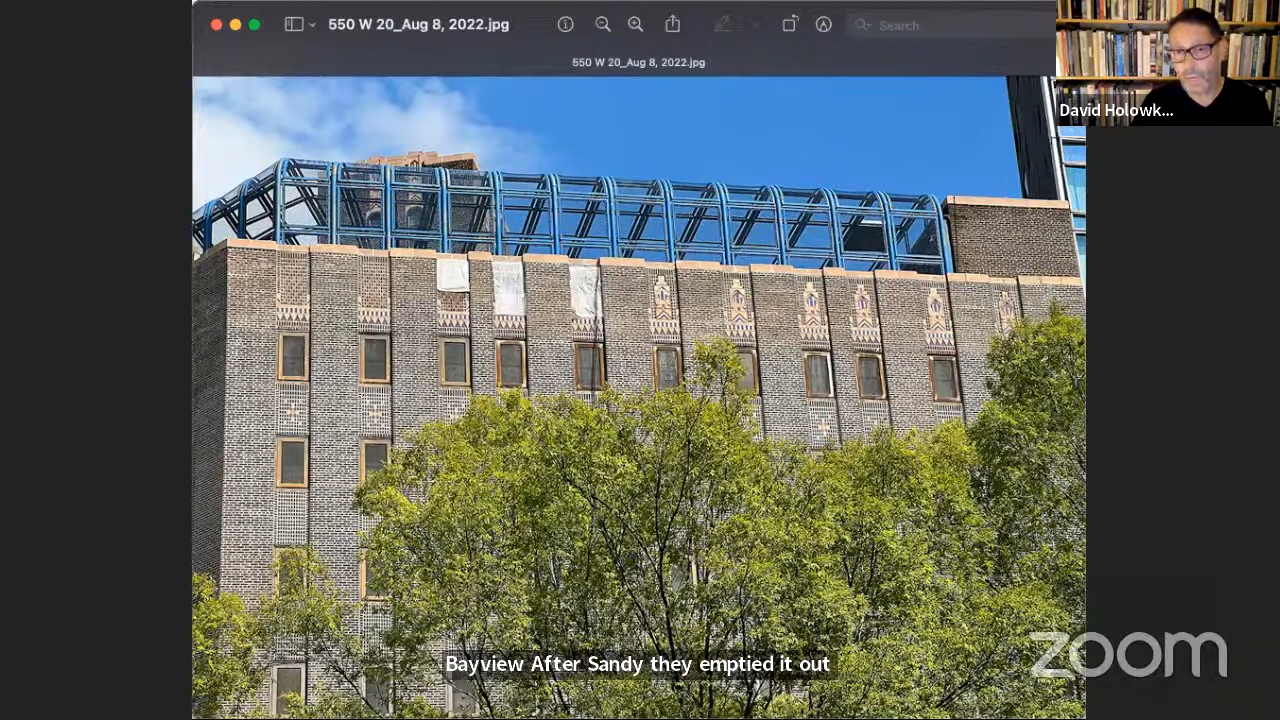 550 W 20_Aug 8, 2022.jpg
Search
550 W 20_Aug 8, 2022.jpg
David Holowk...
Bayview After Sandy they emptied it out
zoom